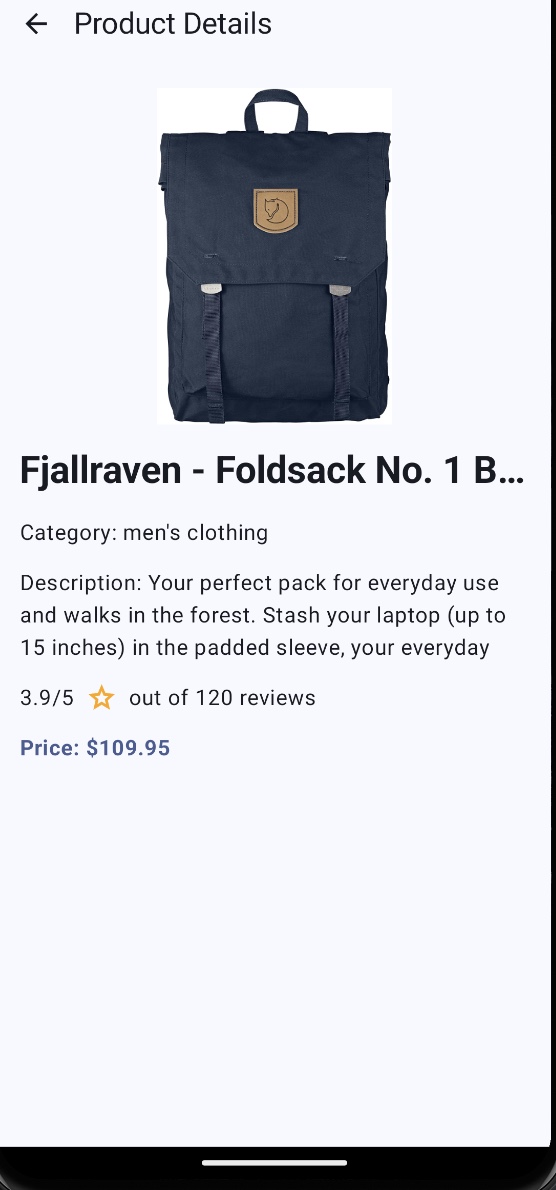 Product Details
Fjallraven - Foldsack No. 1 B...
Category: men's clothing
Description: Your perfect pack for everyday use
and walks in the forest. Stash your laptop (up to
15 inches) in the padded sleeve, your everyday
3.9/5 out of 120 reviews
Price: $109.95